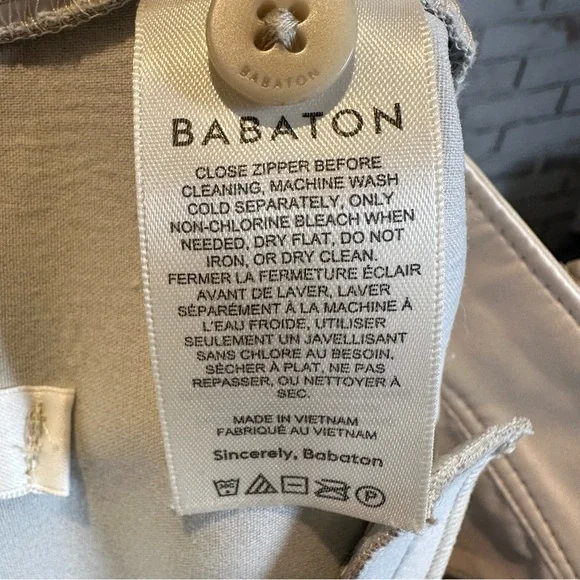 BABATON
BABATON
CLOSE ZIPPER BEFORE
CLEANING, MACHINE WASH
COLD SEPARATELY, ONLY
NON-CHLORINE BLEACH WHEN
NEEDED, DRY FLAT, DO NOT
IRON, OR DRY CLEAN.
FERMER LA FERMETURE ÉCLAIR
AVANT DE LAVER, LAVER
SÉPARÉMENT À LA MACHINE À
L'EAU FROIDE, UTILISER
SEULEMENT UN JAVELLISANT
SANS CHLORE AU BESOIN,
SÉCHER À PLAT, NE PAS
REPASSER, OU NETTOYER À
SEC.
MADE IN VIETNAM
FABRIQUÉ AU VIETNAM
Sincerely, Babaton
P